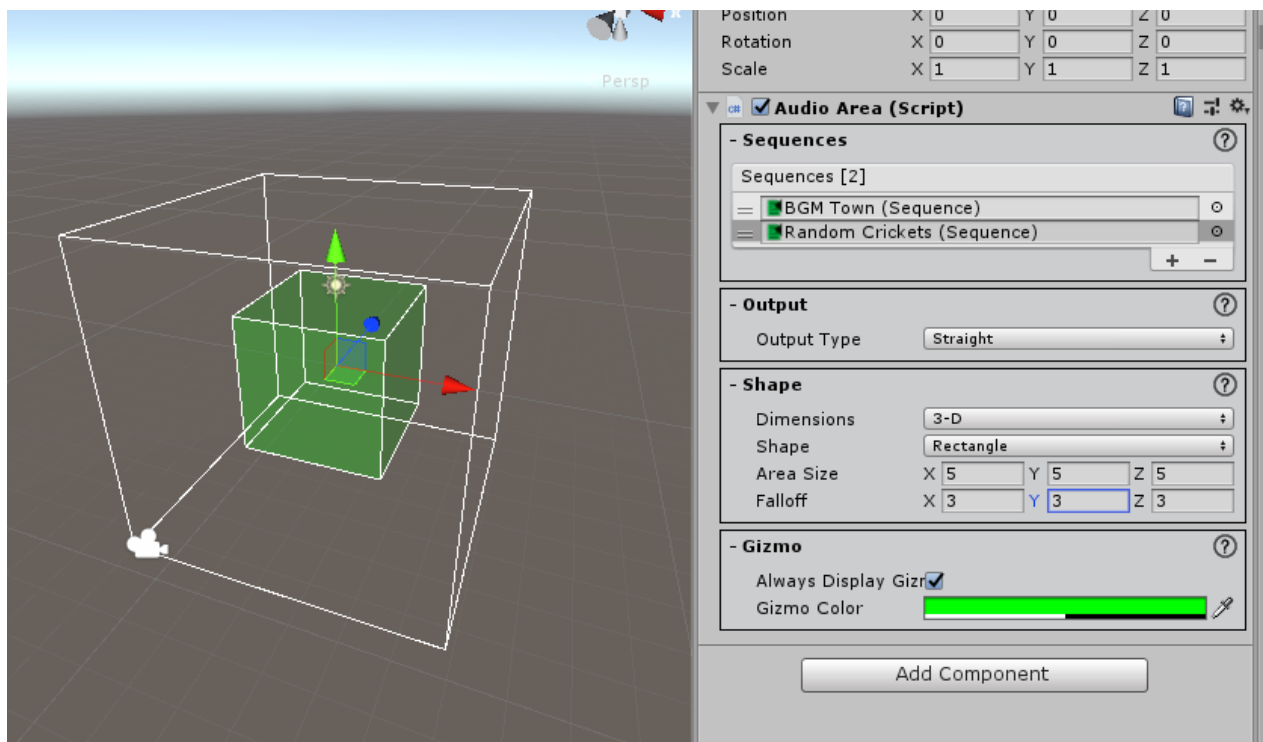 Persp
Position X 0 Y 0 Z 0
Rotation X 0 Y 0 Z 0
Scale X 1 Y 1 Z 1
c# Audio Area (Script)
- Sequences ?
Sequences [2]
BGM Town (Sequence)
Random Crickets (Sequence)
+ −
- Output ?
Output Type Straight
- Shape ?
Dimensions 3-D
Shape Rectangle
Area Size X 5 Y 5 Z 5
Falloff X 3 Y 3 Z 3
- Gizmo ?
Always Display Gizr
Gizmo Color
Add Component